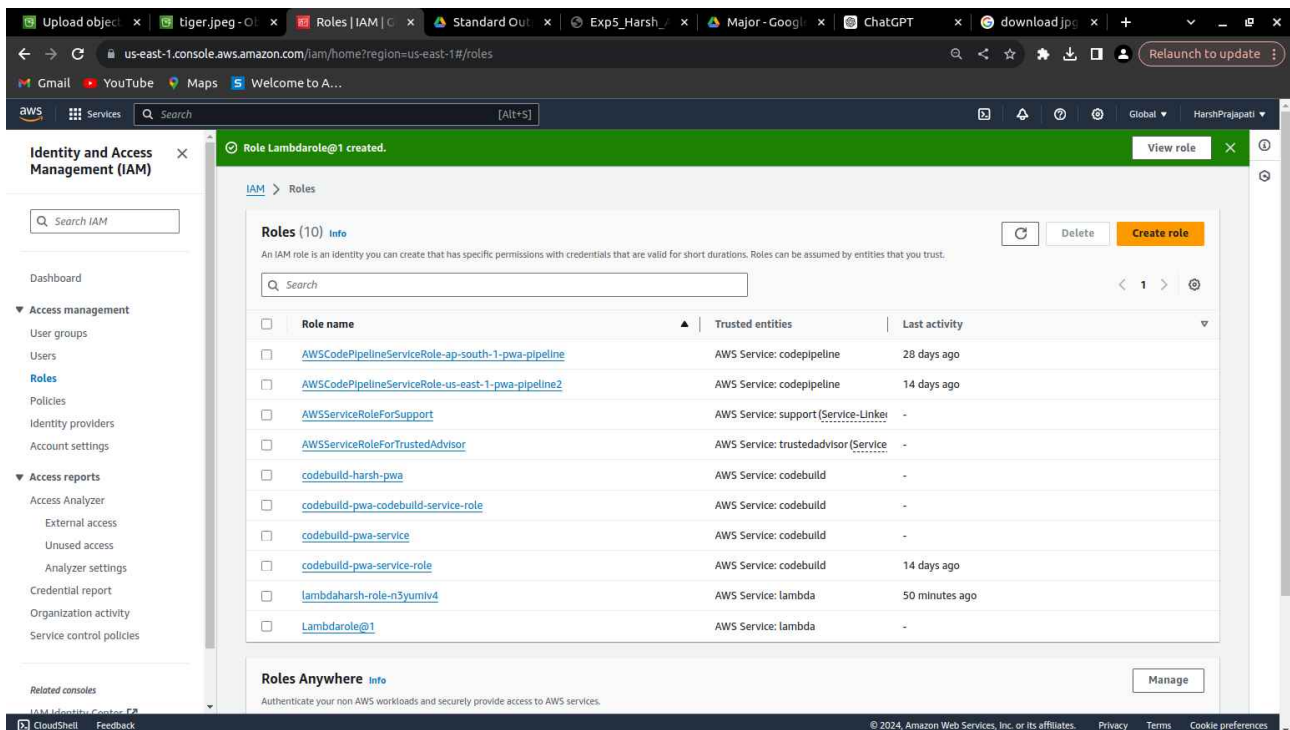 Upload objec
tiger.jpeg - O
Roles | IAM | G
Standard Out
Exp5_Harsh_
Major - Googl
ChatGPT
download jpg
us-east-1.console.aws.amazon.com/iam/home?region=us-east-1#/roles
Relaunch to update
Gmail YouTube Maps Welcome to A...
aws Services Search [Alt+S] Global HarshPrajapati
Identity and Access
Management (IAM)
Search IAM
Dashboard
Access management
User groups
Users
Roles
Policies
Identity providers
Account settings
Access reports
Access Analyzer
External access
Unused access
Analyzer settings
Credential report
Organization activity
Service control policies
Related consoles
IAM Identity Center
Role Lambdarole@1 created. View role
IAM > Roles
Roles (10) Info Delete Create role
An IAM role is an identity you can create that has specific permissions with credentials that are valid for short durations. Roles can be assumed by entities that you trust.
Search 1
Role name Trusted entities Last activity
AWSCodePipelineServiceRole-ap-south-1-pwa-pipeline AWS Service: codepipeline 28 days ago
AWSCodePipelineServiceRole-us-east-1-pwa-pipeline2 AWS Service: codepipeline 14 days ago
AWSServiceRoleForSupport AWS Service: support (Service-Linke -
AWSServiceRoleForTrustedAdvisor AWS Service: trustedadvisor (Service -
codebuild-harsh-pwa AWS Service: codebuild -
codebuild-pwa-codebuild-service-role AWS Service: codebuild -
codebuild-pwa-service AWS Service: codebuild -
codebuild-pwa-service-role AWS Service: codebuild 14 days ago
lambdaharsh-role-n3yumiv4 AWS Service: lambda 50 minutes ago
Lambdarole@1 AWS Service: lambda -
Roles Anywhere Info Manage
Authenticate your non AWS workloads and securely provide access to AWS services.
CloudShell Feedback © 2024, Amazon Web Services, Inc. or its affiliates. Privacy Terms Cookie preferences